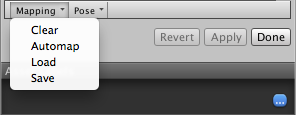 Mapping Pose
Clear
Automap
Load
Save
Revert Apply Done
A